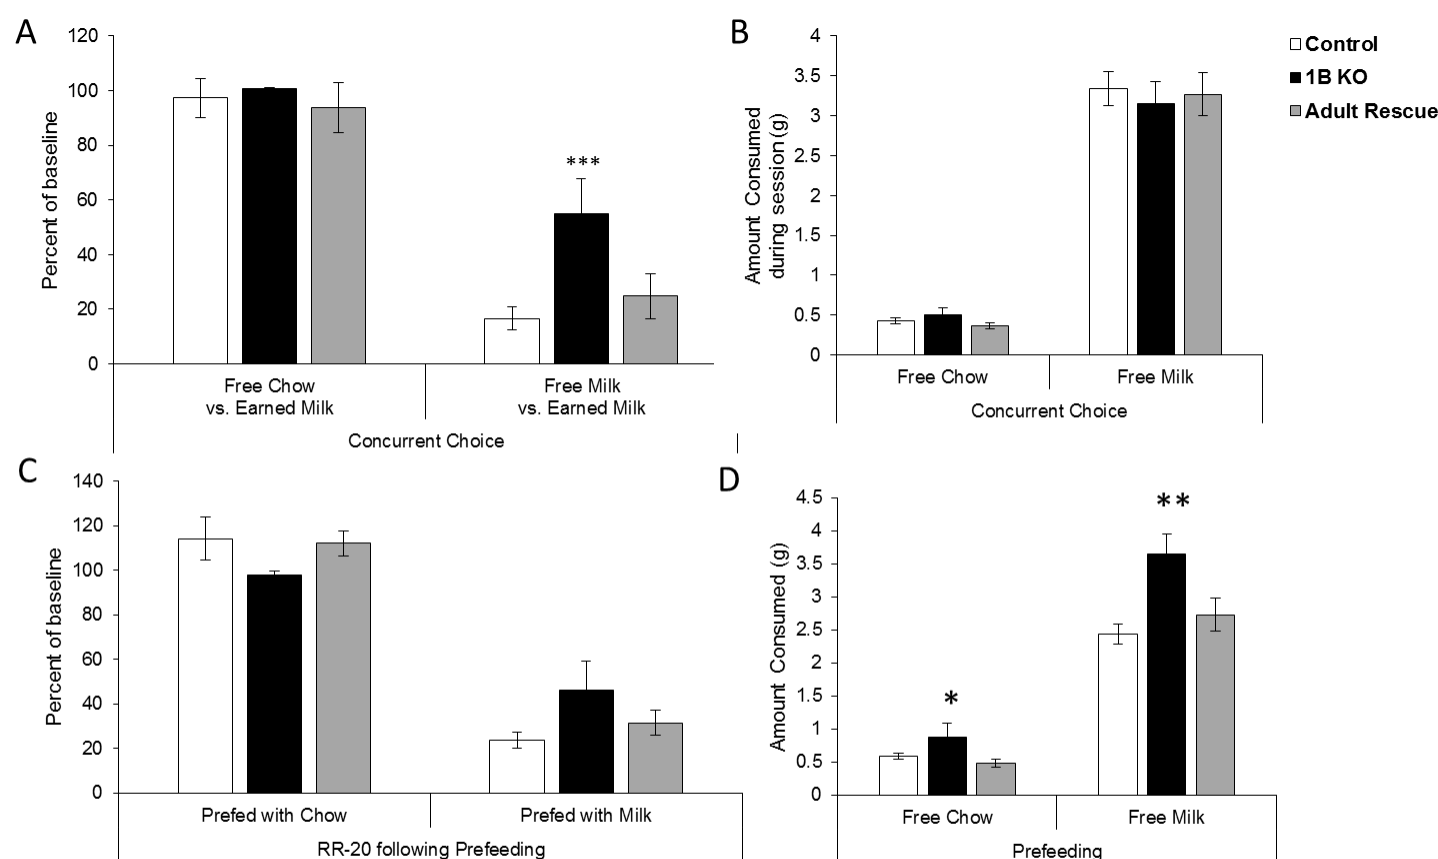 A
120
100
80
60
40
20
0
Percent of baseline
***
Free Chow
vs. Earned Milk
Free Milk
vs. Earned Milk
Concurrent Choice
B
4
3.5
3
2.5
2
1.5
1
0.5
0
Amount Consumed
during session (g)
Free Chow
Free Milk
Concurrent Choice
Control
1B KO
Adult Rescue
C
140
120
100
80
60
40
20
0
Percent of baseline
Prefed with Chow
Prefed with Milk
RR-20 following Prefeeding
D
4.5
4
3.5
3
2.5
2
1.5
1
0.5
0
Amount Consumed (g)
*
**
Free Chow
Free Milk
Prefeeding